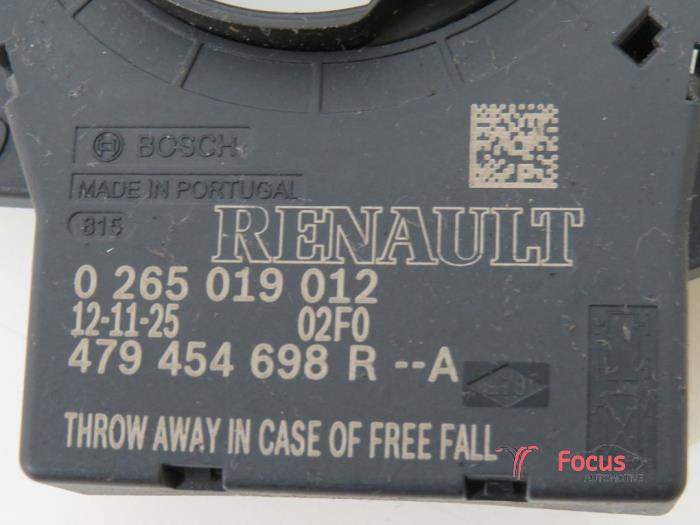 BOSCH
MADE IN PORTUGAL
815
RENAULT
0 265 019 012
12-11-25 02F0
479 454 698 R --A
THROW AWAY IN CASE OF FREE FALL
Focus
AUTOMOTIVE